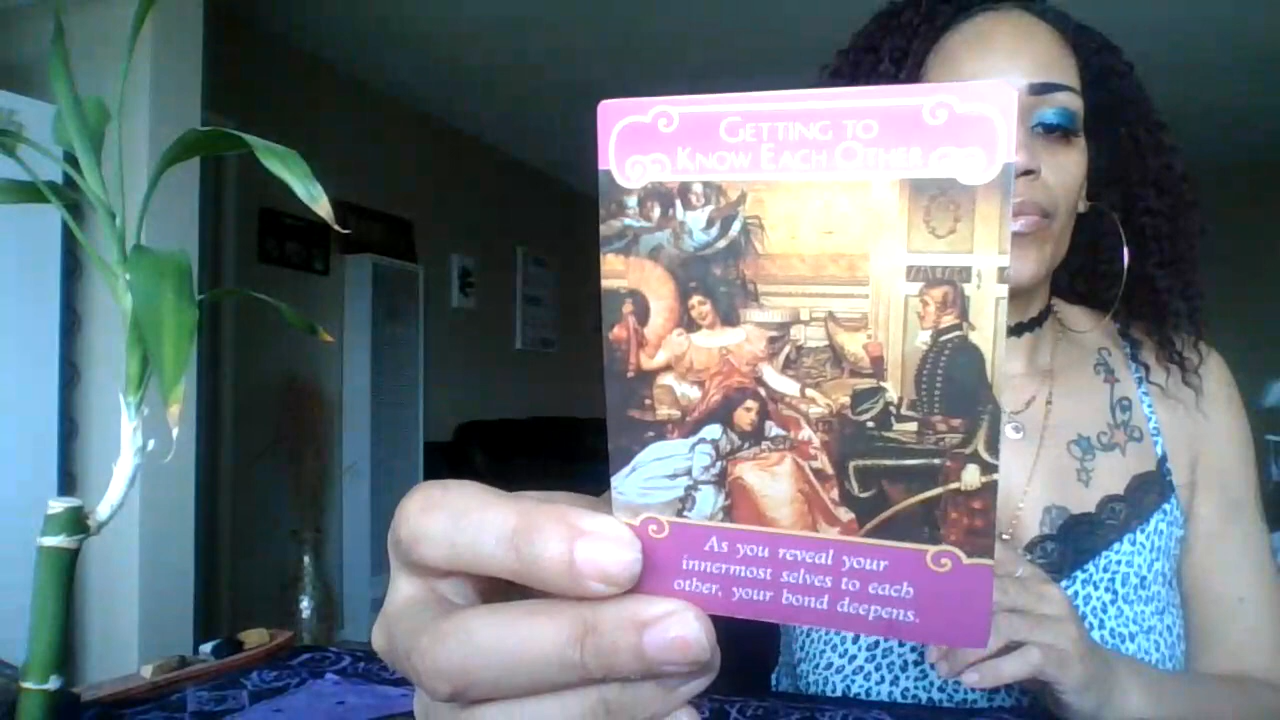 GETTING TO
KNOW EACH OTHER
As you reveal your
innermost selves to each
other, your bond deepens.